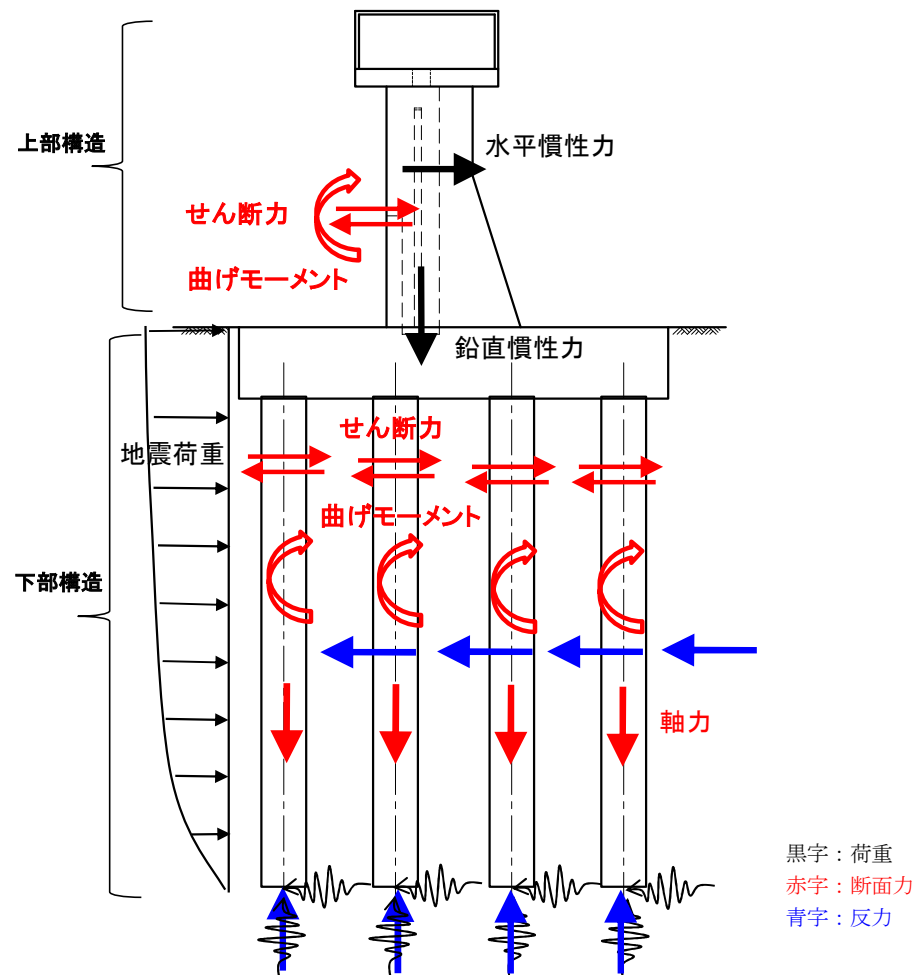 上部構造
水平慣性力
せん断力
曲げモーメント
鉛直慣性力
せん断力
地震荷重
曲げモーメント
下部構造
軸力
黒字：荷重
赤字：断面力
青字：反力